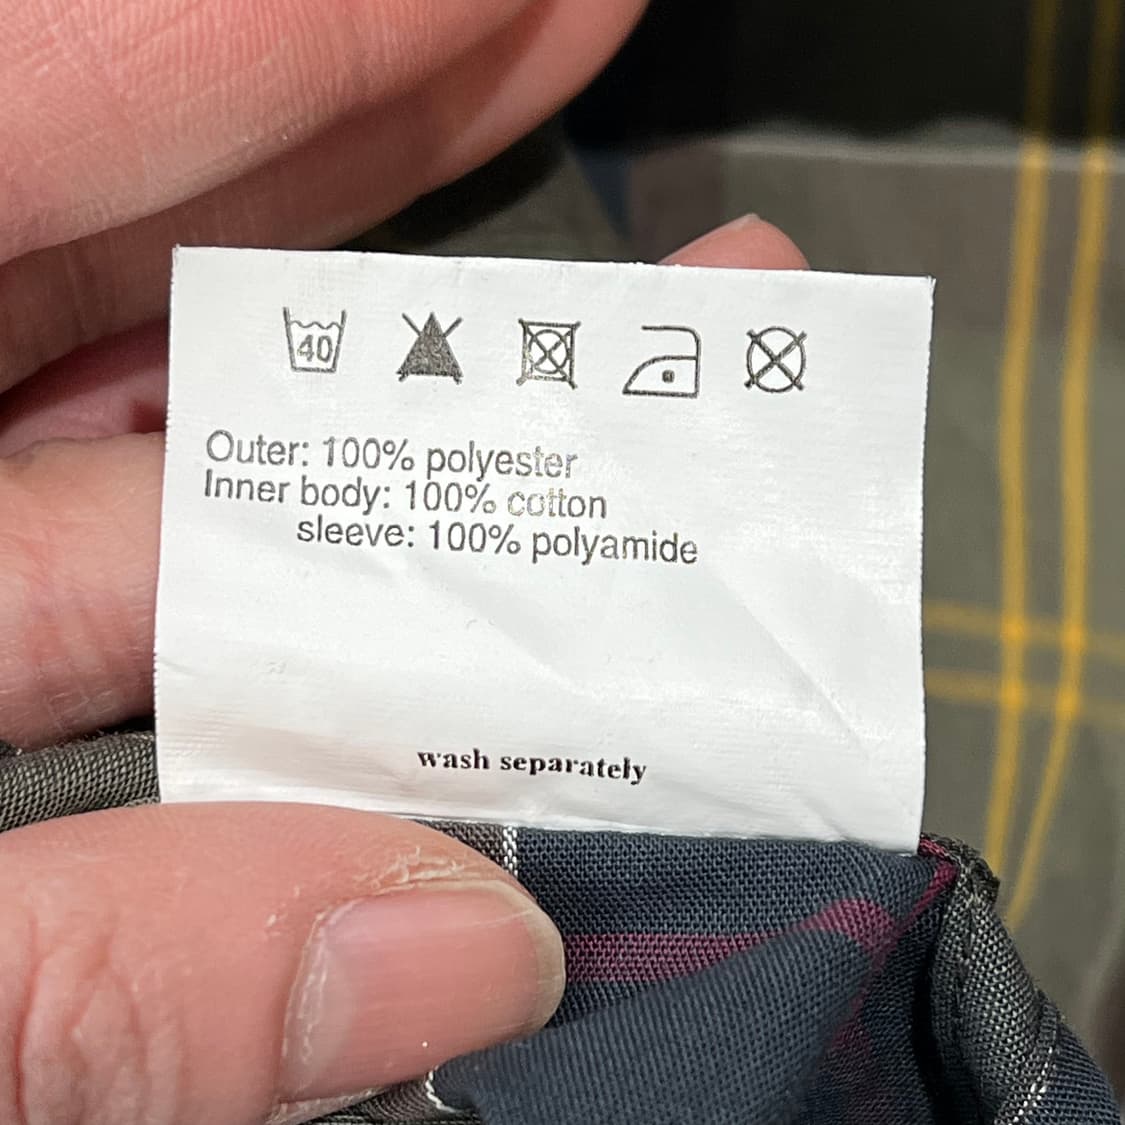 40
Outer: 100% polyester
Inner body: 100% cotton
sleeve: 100% polyamide
wash separately